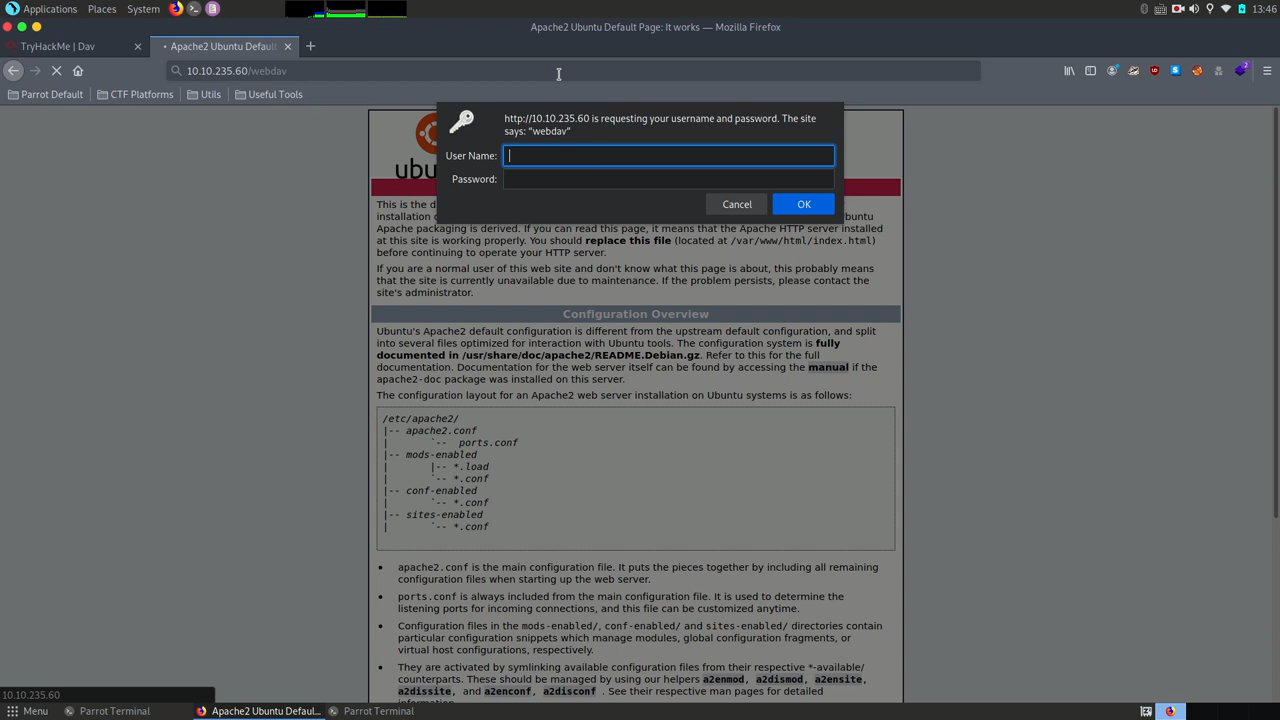 Applications Places System 13:46
Apache2 Ubuntu Default Page: It works — Mozilla Firefox
TryHackMe | Dav
Apache2 Ubuntu Default
10.10.235.60/webdav
2
Parrot Default CTF Platforms Utils Useful Tools
http://10.10.235.60 is requesting your username and password. The site
says: “webdav”
User Name:
Password:
Cancel OK
ubu
This is the d
installation o Ubuntu
Apache packaging is derived. If you can read this page, it means that the Apache HTTP server installed
at this site is working properly. You should replace this file (located at /var/www/html/index.html)
before continuing to operate your HTTP server.
If you are a normal user of this web site and don't know what this page is about, this probably means
that the site is currently unavailable due to maintenance. If the problem persists, please contact the
site's administrator.
Configuration Overview
Ubuntu's Apache2 default configuration is different from the upstream default configuration, and split
into several files optimized for interaction with Ubuntu tools. The configuration system is fully
documented in /usr/share/doc/apache2/README.Debian.gz. Refer to this for the full
documentation. Documentation for the web server itself can be found by accessing the manual if the
apache2-doc package was installed on this server.
The configuration layout for an Apache2 web server installation on Ubuntu systems is as follows:
/etc/apache2/
|-- apache2.conf
| `-- ports.conf
|-- mods-enabled
| |-- *.load
| `-- *.conf
|-- conf-enabled
| `-- *.conf
|-- sites-enabled
| `-- *.conf
• apache2.conf is the main configuration file. It puts the pieces together by including all remaining
configuration files when starting up the web server.
• ports.conf is always included from the main configuration file. It is used to determine the
listening ports for incoming connections, and this file can be customized anytime.
• Configuration files in the mods-enabled/, conf-enabled/ and sites-enabled/ directories contain
particular configuration snippets which manage modules, global configuration fragments, or
virtual host configurations, respectively.
• They are activated by symlinking available configuration files from their respective *-available/
counterparts. These should be managed by using our helpers a2enmod, a2dismod, a2ensite,
a2dissite, and a2enconf, a2disconf . See their respective man pages for detailed
10.10.235.60
Menu Parrot Terminal Apache2 Ubuntu Defaul... Parrot Terminal